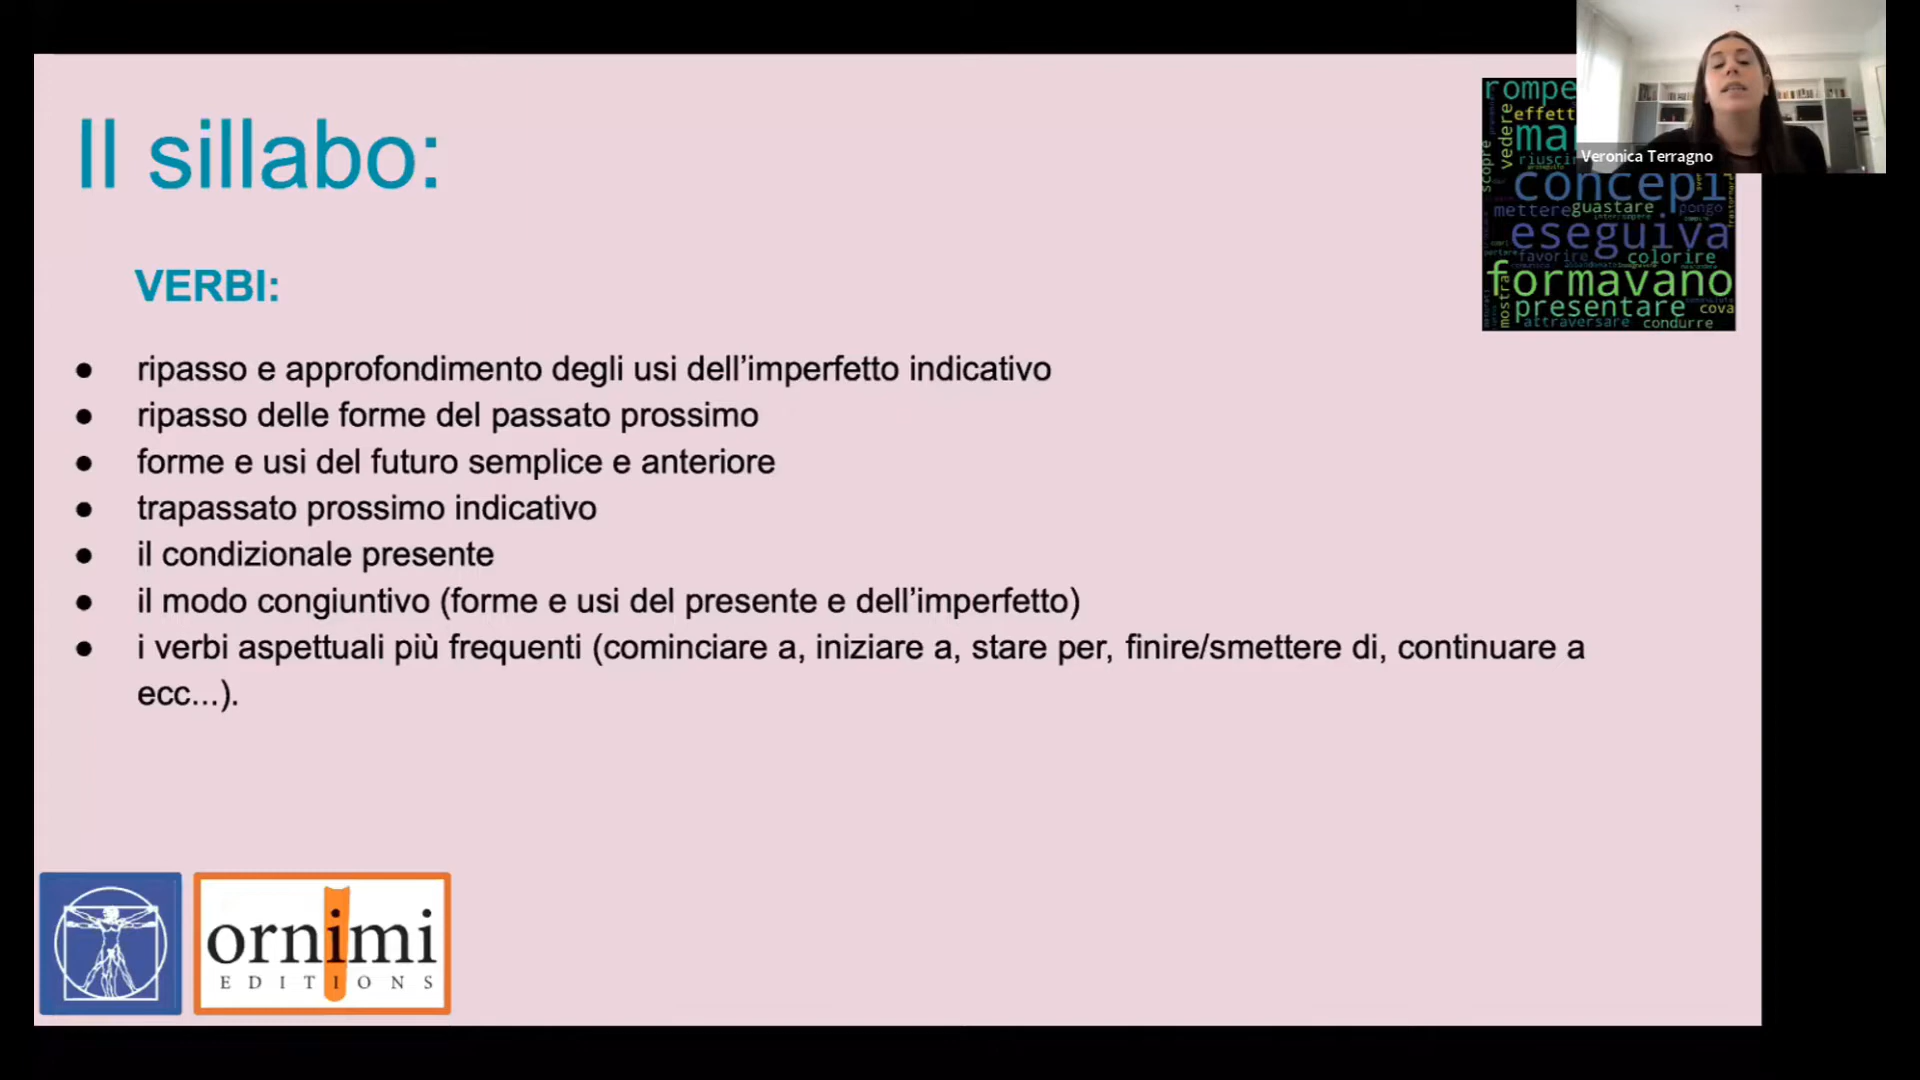 Il sillabo:
VERBI:
● ripasso e approfondimento degli usi dell’imperfetto indicativo
● ripasso delle forme del passato prossimo
● forme e usi del futuro semplice e anteriore
● trapassato prossimo indicativo
● il condizionale presente
● il modo congiuntivo (forme e usi del presente e dell’imperfetto)
● i verbi aspettuali più frequenti (cominciare a, iniziare a, stare per, finire/smettere di, continuare a
ecc...).
rompe
effett
vedere
mar
riusci
scopre
concepi
mettere guastare pongo
interrompere
eseguiva
favorire colorire
formavano
mostra
presentare cova
attraversare condurre
Veronica Terragno
ornimi
EDITIONS